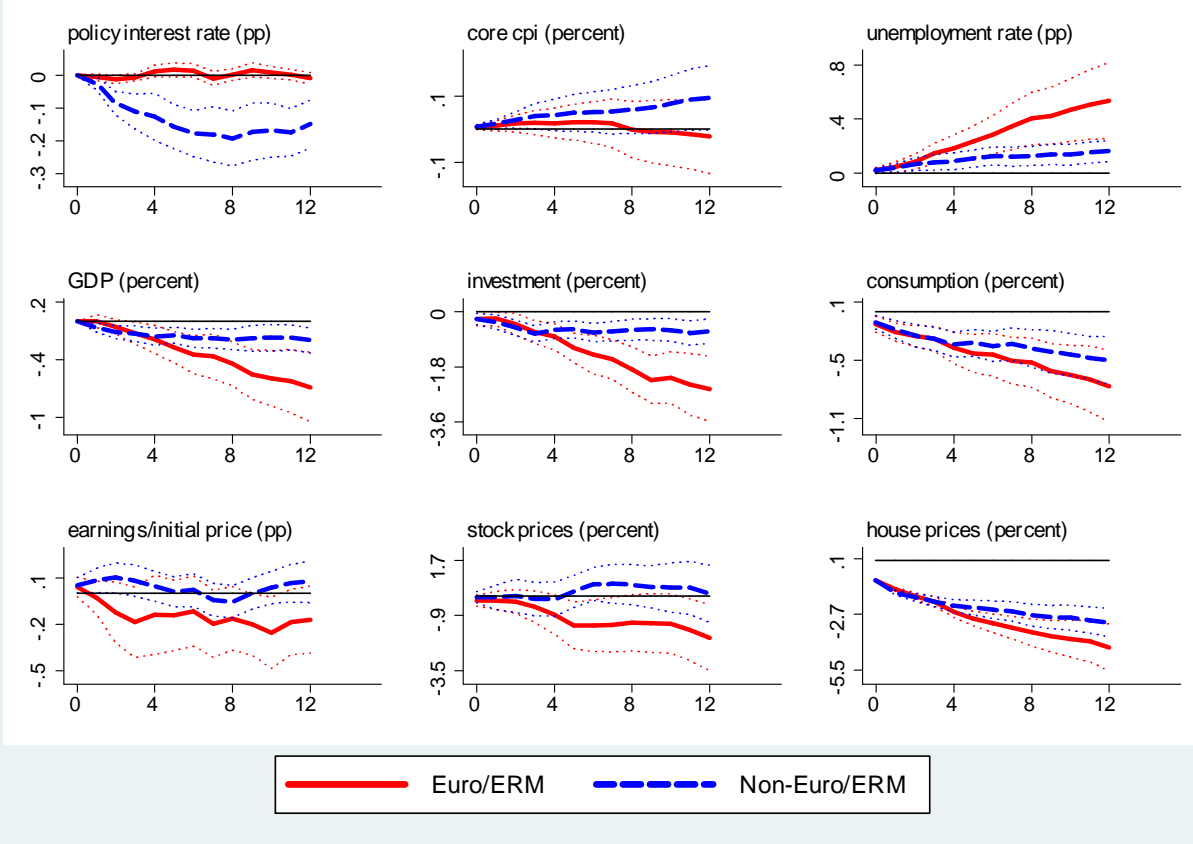 policy interest rate (pp)
0
-.1
-.2
-.3
0 4 8 12
core cpi (percent)
.1
-.1
0 4 8 12
unemployment rate (pp)
.8
.4
0
0 4 8 12
GDP (percent)
.2
-.4
-1
0 4 8 12
investment (percent)
0
-1.8
-3.6
0 4 8 12
consumption (percent)
.1
-.5
-1.1
0 4 8 12
earnings/initial price (pp)
.1
-.2
-.5
0 4 8 12
stock prices (percent)
1.7
-.9
-3.5
0 4 8 12
house prices (percent)
.1
-2.7
-5.5
0 4 8 12
Euro/ERM Non-Euro/ERM